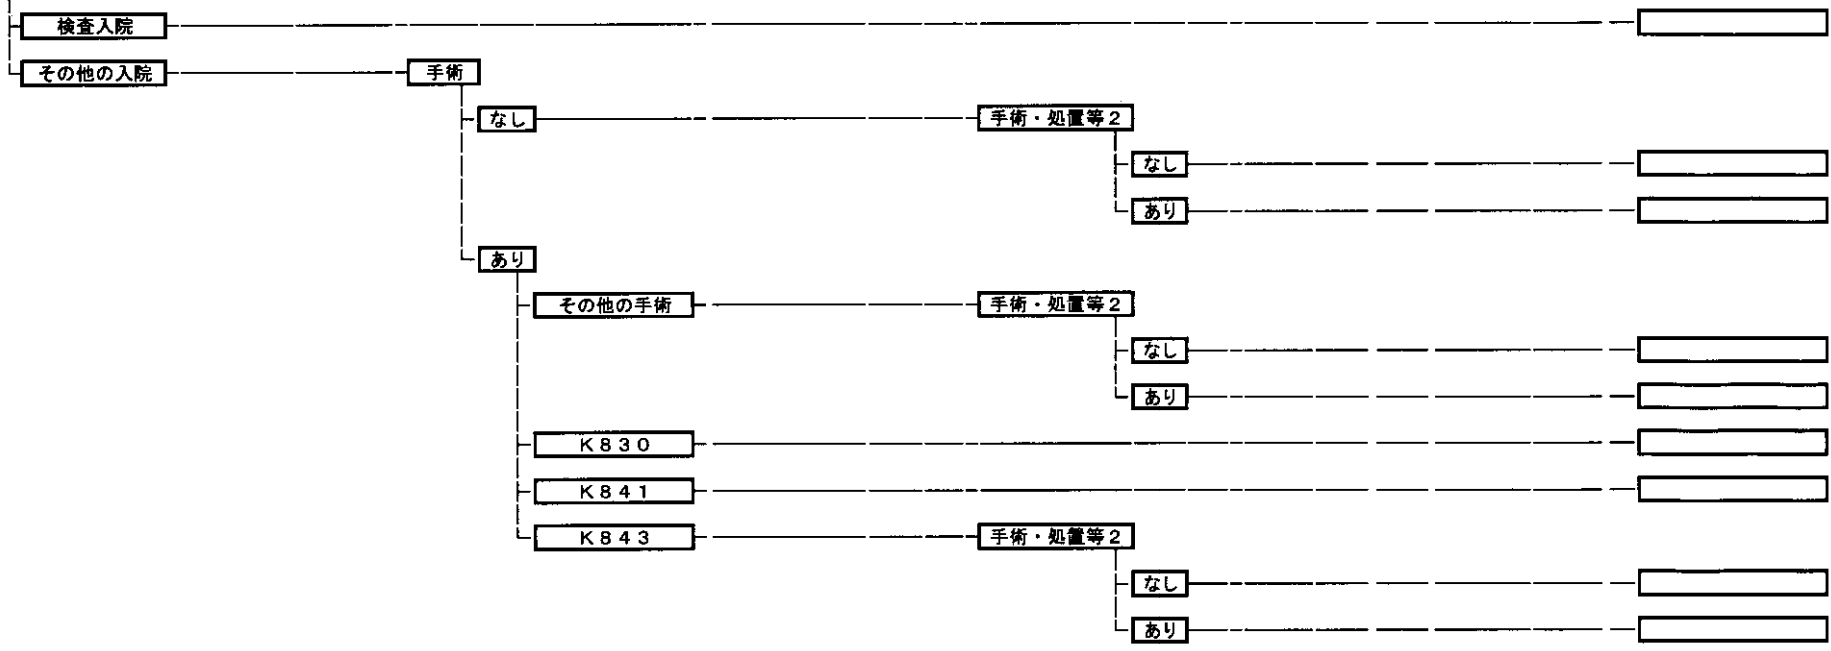 検査入院
その他の入院
手術
なし
手術・処置等2
なし
あり
あり
その他の手術
手術・処置等2
なし
あり
K830
K841
K843
手術・処置等2
なし
あり